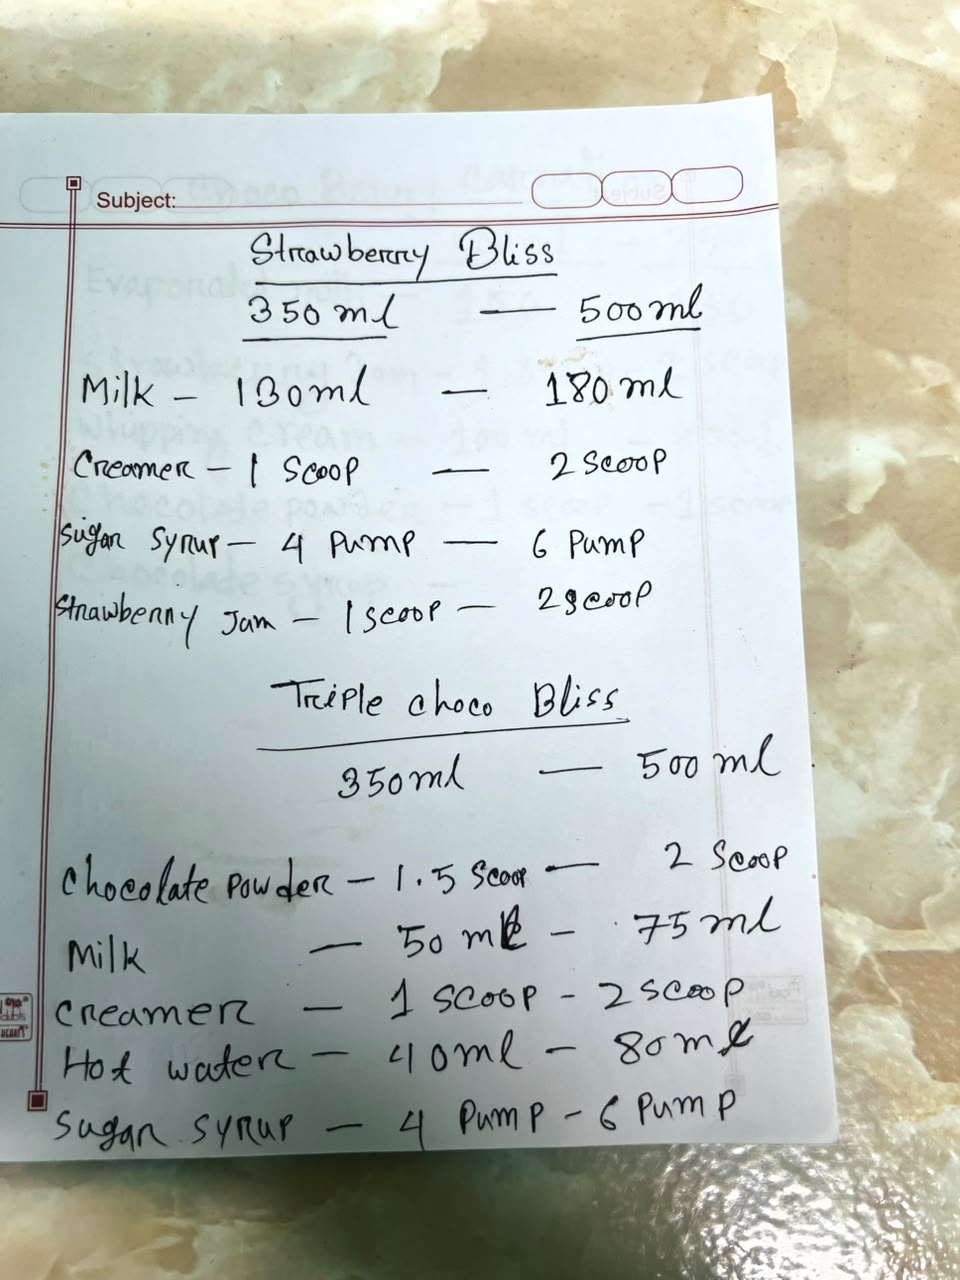 Subject:
Strawberry Bliss
350 ml — 500 ml
Milk – 130 ml — 180 ml
Creamer – 1 Scoop — 2 Scoop
Sugar Syrup – 4 Pump — 6 Pump
Strawberry Jam – 1 scoop — 2 scoop
Triple choco Bliss
350 ml — 500 ml
chocolate powder – 1.5 Scoop — 2 Scoop
Milk — 50 ml – 75 ml
Creamer — 1 scoop - 2 scoop
Hot water — 40 ml – 80 ml
Sugar syrup — 4 Pump - 6 Pump